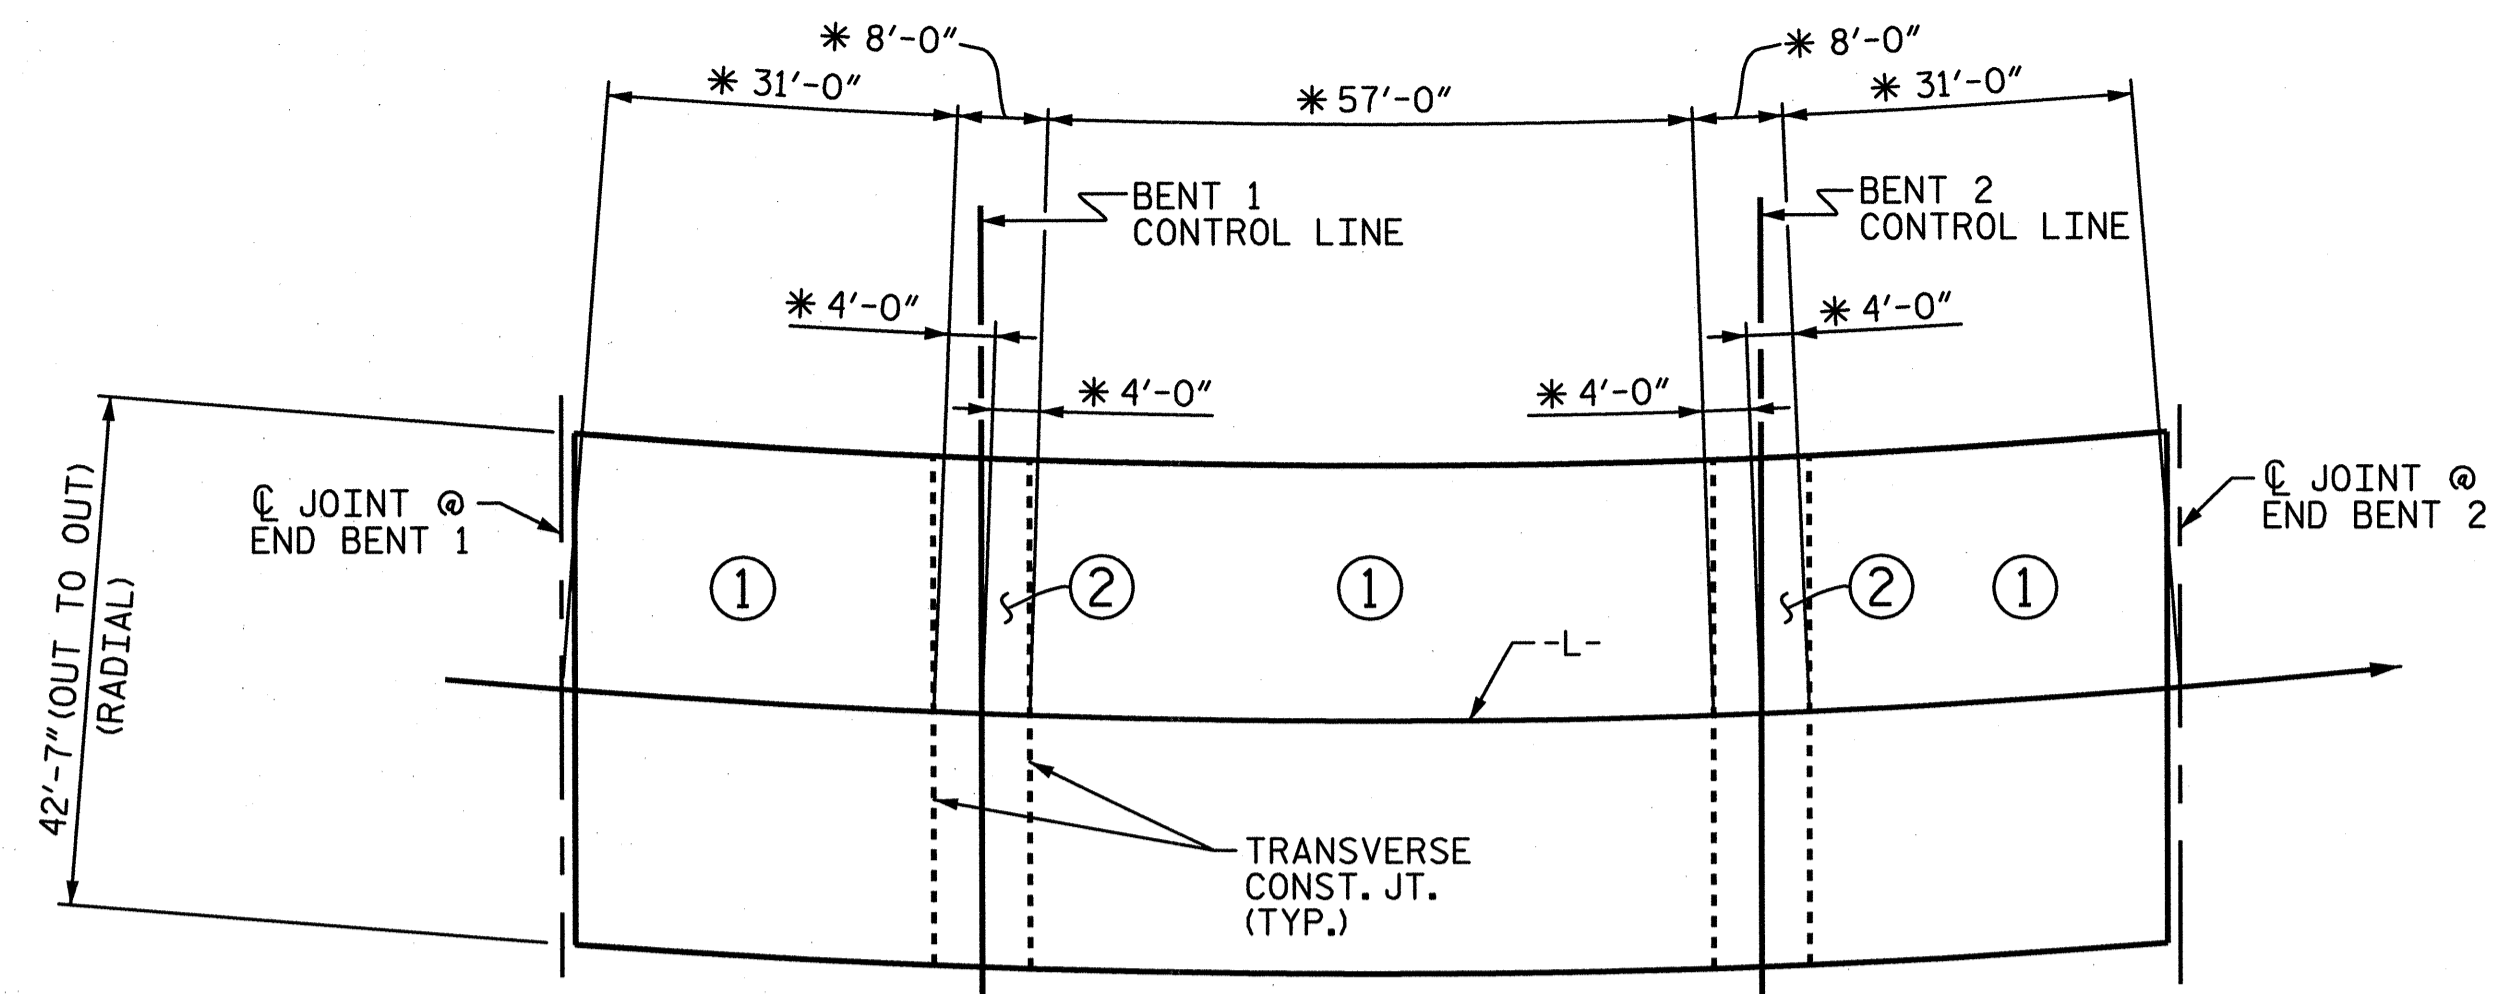 ✳ 8'-0"
✳ 8'-0"
✳ 31'-0"
✳ 57'-0"
✳ 31'-0"
BENT 1
CONTROL LINE
BENT 2
CONTROL LINE
✳ 4'-0"
✳ 4'-0"
✳ 4'-0"
✳ 4'-0"
42'-7" (OUT TO OUT)
(RADIAL)
℄ JOINT @
END BENT 1
℄ JOINT @
END BENT 2
1
2
1
2
1
-L-
TRANSVERSE
CONST. JT.
(TYP.)